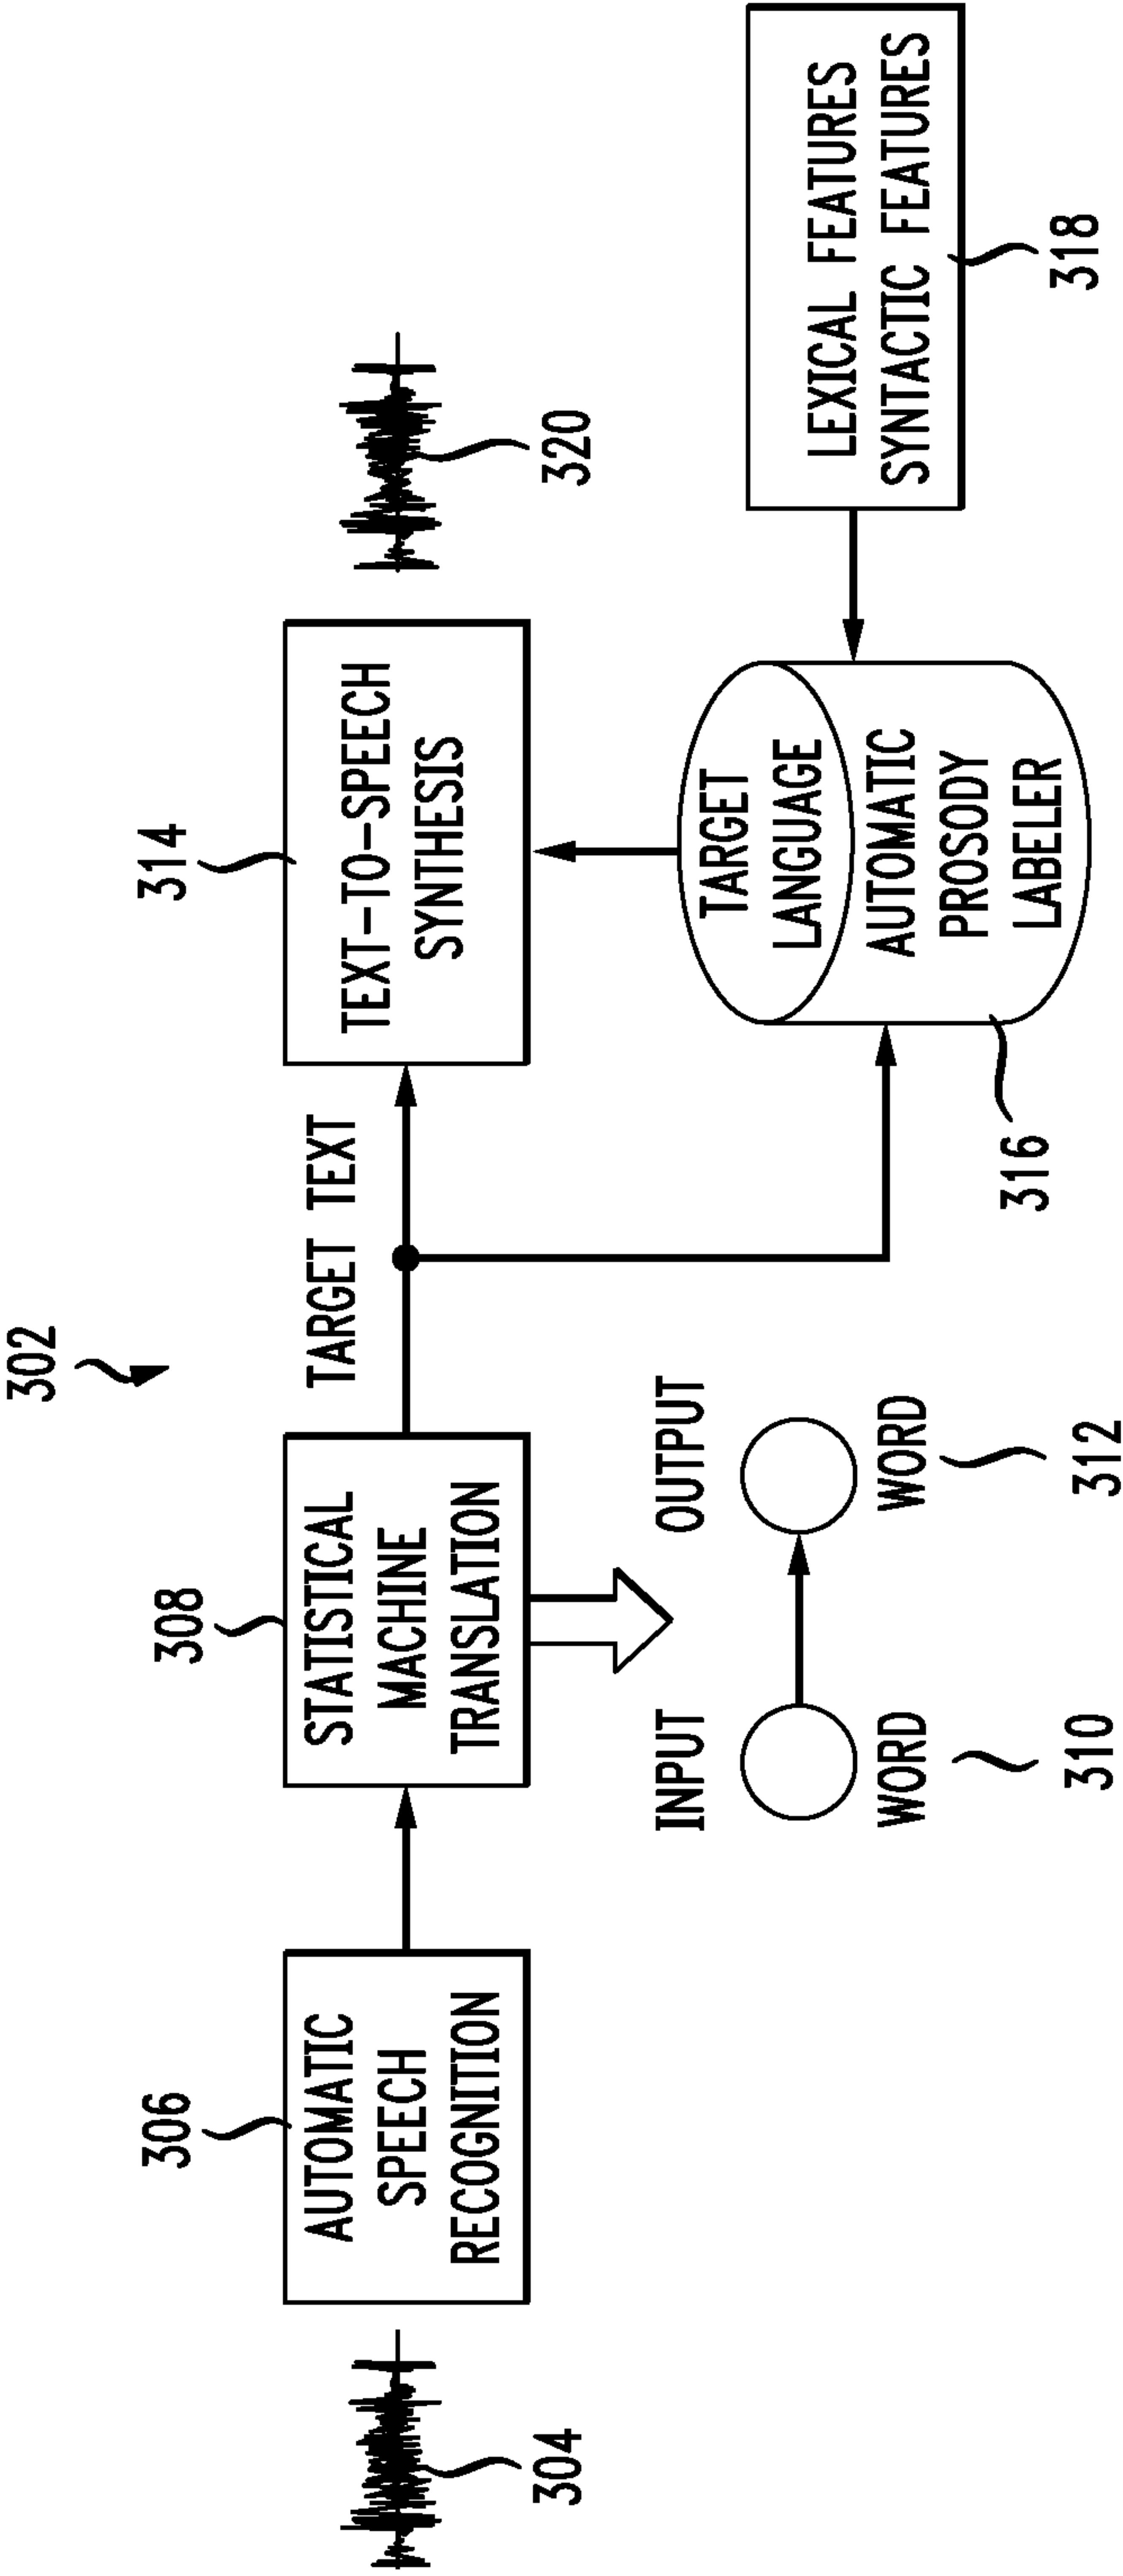 302
304
306
AUTOMATIC
SPEECH
RECOGNITION
308
STATISTICAL
MACHINE
TRANSLATION
TARGET TEXT
314
TEXT-TO-SPEECH
SYNTHESIS
320
INPUT
OUTPUT
WORD
WORD
310
312
TARGET
LANGUAGE
AUTOMATIC
PROSODY
LABELER
316
LEXICAL FEATURES
SYNTACTIC FEATURES
318